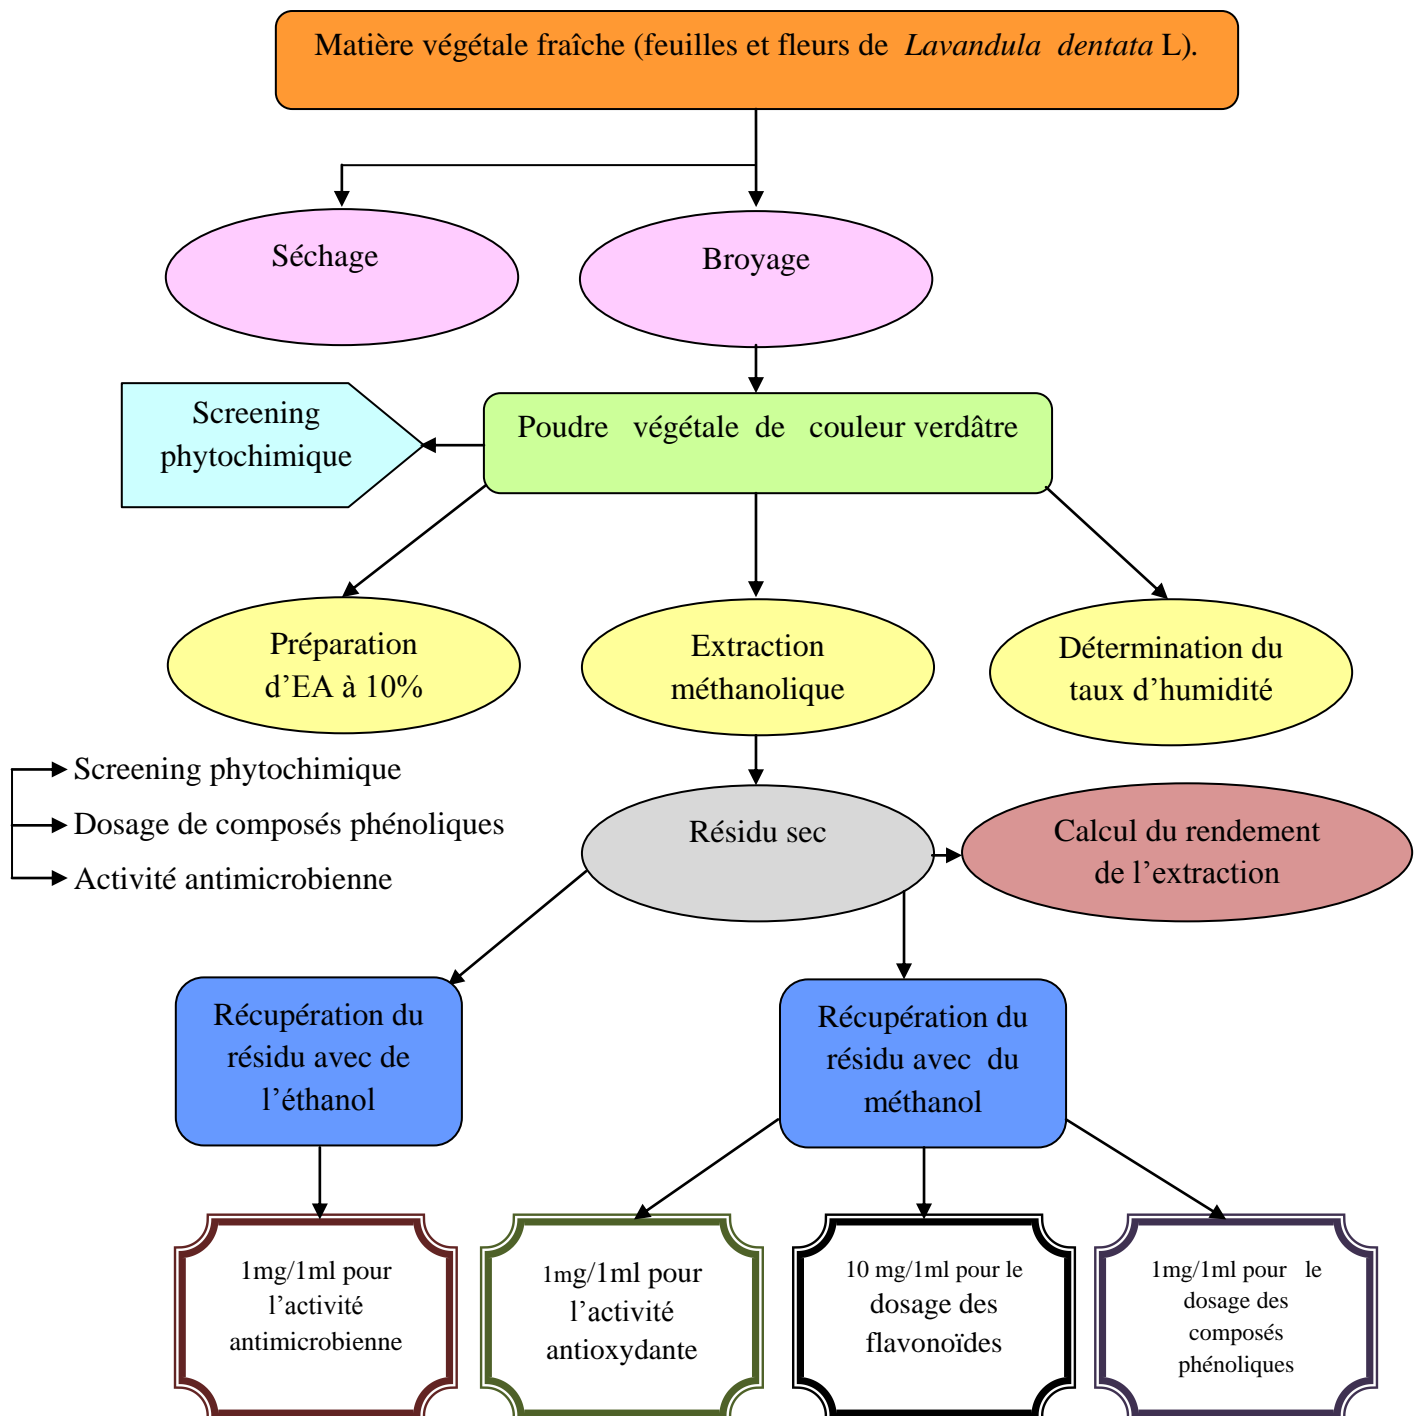 Matière végétale fraîche (feuilles et fleurs de Lavandula dentata L).
Séchage
Broyage
Screening
phytochimique
Poudre végétale de couleur verdâtre
Préparation
d’EA à 10%
Extraction
méthanolique
Détermination du
taux d’humidité
Screening phytochimique
Dosage de composés phénoliques
Activité antimicrobienne
Résidu sec
Calcul du rendement
de l’extraction
Récupération du
résidu avec de
l’éthanol
Récupération du
résidu avec du
méthanol
1mg/1ml pour
l’activité
antimicrobienne
1mg/1ml pour
l’activité
antioxydante
10 mg/1ml pour le
dosage des
flavonoïdes
1mg/1ml pour le
dosage des
composés
phénoliques